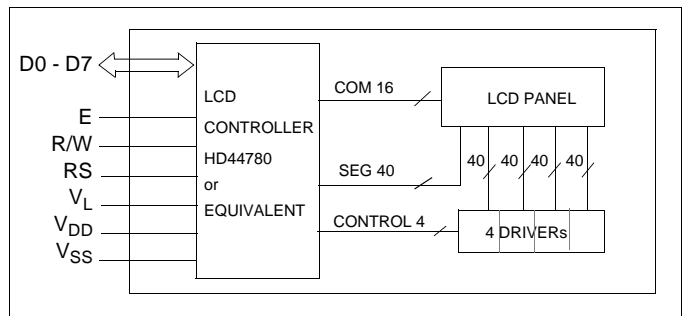 D0 - D7
E
R/W
RS
VL
VDD
VSS
LCD
CONTROLLER
HD44780
or
EQUIVALENT
COM 16
SEG 40
CONTROL 4
LCD PANEL
40 40 40 40
4 DRIVERs